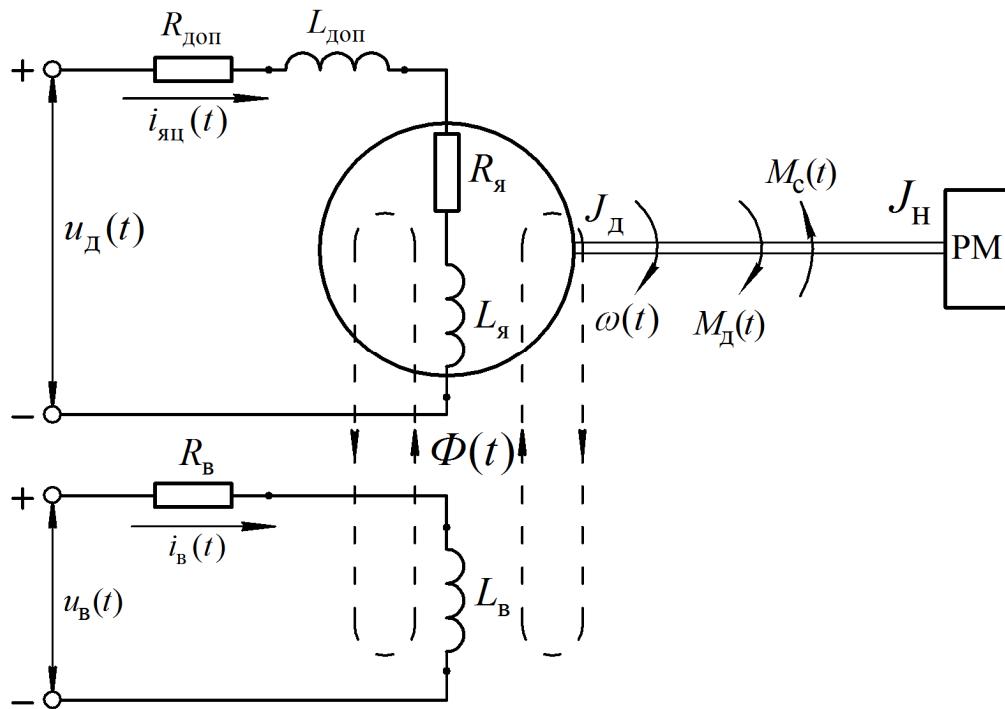 R_доп
L_доп
+
i_яц(t)
R_я
u_д(t)
J_д
M_с(t)
J_н
РМ
L_я
ω(t)
M_д(t)
−
Φ(t)
R_в
+
i_в(t)
u_в(t)
L_в
−